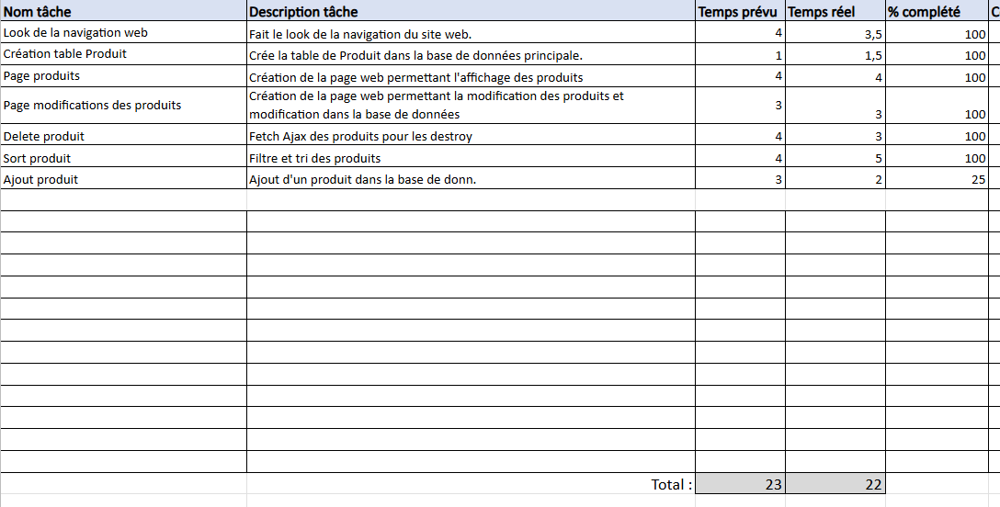 Nom tâche Description tâche Temps prévu Temps réel % complété C
Look de la navigation web Fait le look de la navigation du site web. 4 3,5 100
Création table Produit Crée la table de Produit dans la base de données principale. 1 1,5 100
Page produits Création de la page web permettant l'affichage des produits 4 4 100
Page modifications des produits Création de la page web permettant la modification des produits et
modification dans la base de données 3 3 100
Delete produit Fetch Ajax des produits pour les destroy 4 3 100
Sort produit Filtre et tri des produits 4 5 100
Ajout produit Ajout d'un produit dans la base de donn. 3 2 25
Total : 23 22